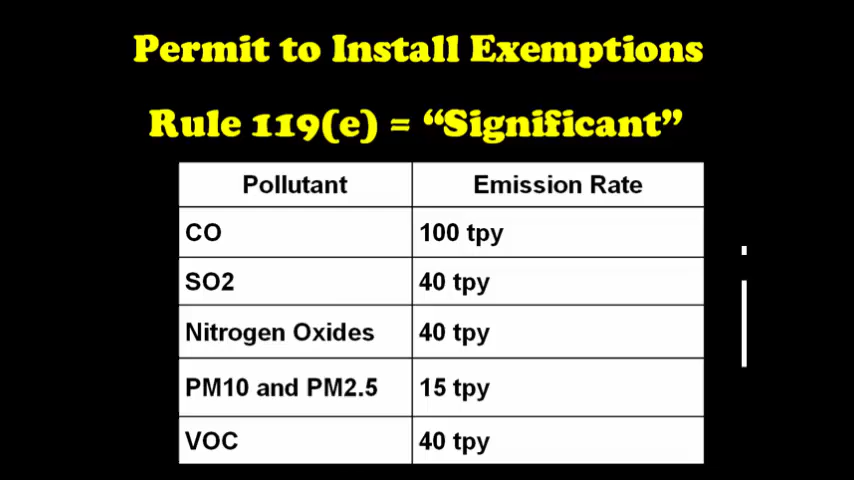 Permit to Install Exemptions
Rule 119(e) = “Significant”
Pollutant Emission Rate
CO 100 tpy
SO2 40 tpy
Nitrogen Oxides 40 tpy
PM10 and PM2.5 15 tpy
VOC 40 tpy